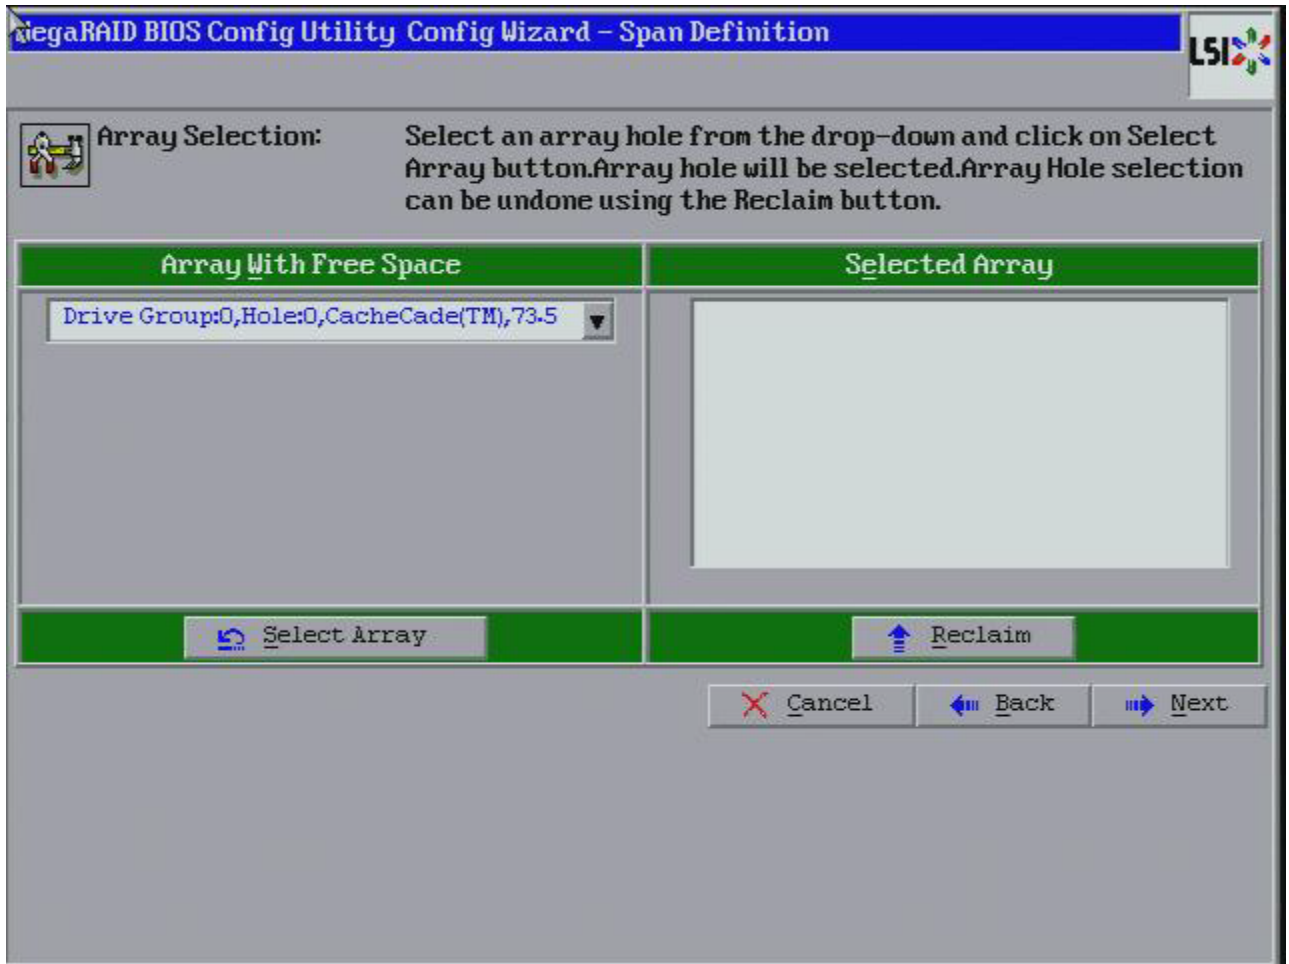 MegaRAID BIOS Config Utility Config Wizard – Span Definition
LSI
Array Selection:
Select an array hole from the drop-down and click on Select
Array button.Array hole will be selected.Array Hole selection
can be undone using the Reclaim button.
Array With Free Space
Selected Array
Drive Group:0,Hole:0,CacheCade(TM),73.5
Select Array
Reclaim
Cancel
Back
Next